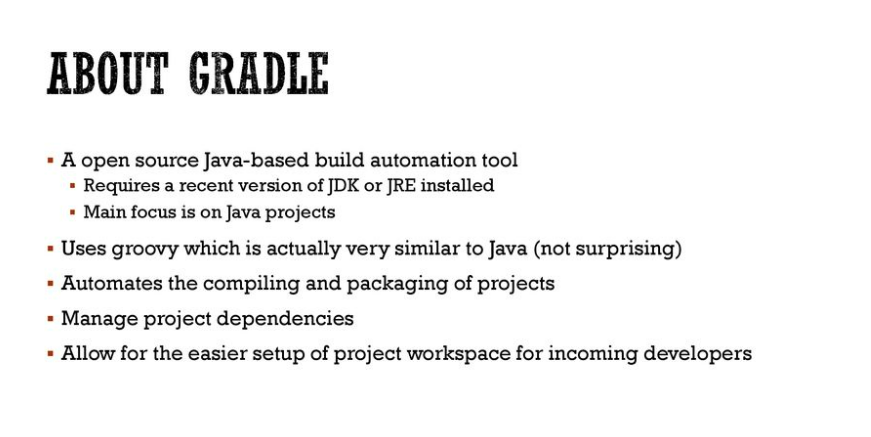 ABOUT GRADLE
▪ A open source Java-based build automation tool
▪ Requires a recent version of JDK or JRE installed
▪ Main focus is on Java projects
▪ Uses groovy which is actually very similar to Java (not surprising)
▪ Automates the compiling and packaging of projects
▪ Manage project dependencies
▪ Allow for the easier setup of project workspace for incoming developers